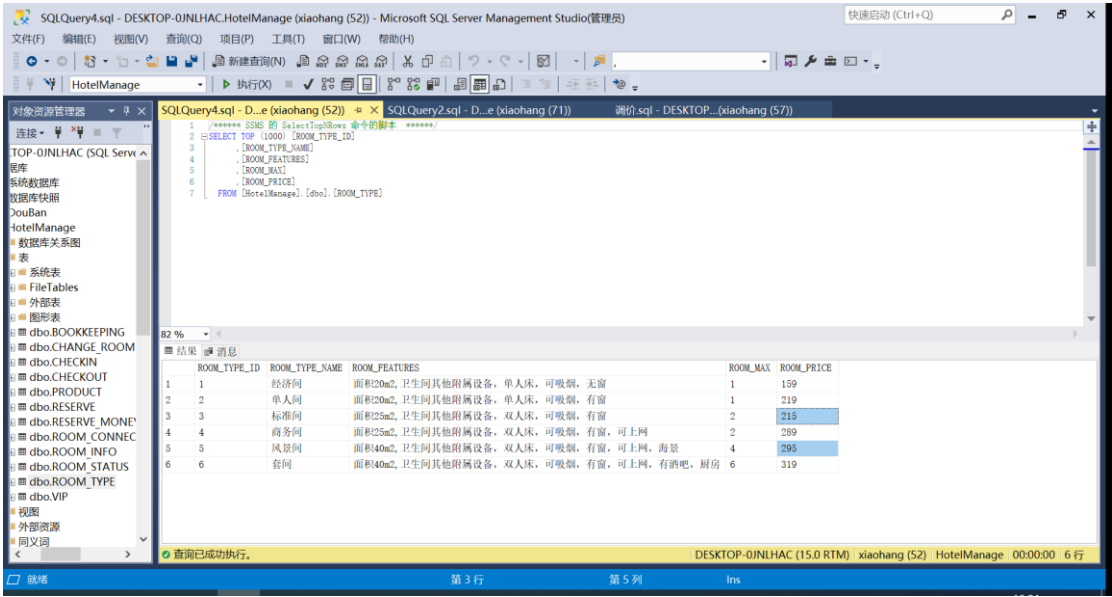 SQLQuery4.sql - DESKTOP-0JNLHAC.HotelManage (xiaohang (52)) - Microsoft SQL Server Management Studio(管理员)
快速启动 (Ctrl+Q)
文件(F) 编辑(E) 视图(V) 查询(Q) 项目(P) 工具(T) 窗口(W) 帮助(H)
新建查询(N)
HotelManage 执行(X)
对象资源管理器
SQLQuery4.sql - D...e (xiaohang (52)) SQLQuery2.sql - D...e (xiaohang (71)) 调价.sql - DESKTOP...(xiaohang (57))
连接
.TOP-0JNLHAC (SQL Serve
居库
系统数据库
数据库快照
DouBan
HotelManage
数据库关系图
表
系统表
FileTables
外部表
图形表
dbo.BOOKKEEPING
dbo.CHANGE_ROOM
dbo.CHECKIN
dbo.CHECKOUT
dbo.PRODUCT
dbo.RESERVE
dbo.RESERVE_MONEY
dbo.ROOM_CONNEC
dbo.ROOM_INFO
dbo.ROOM_STATUS
dbo.ROOM_TYPE
dbo.VIP
视图
外部资源
同义词
1 /****** SSMS 的 SelectTopNRows 命令的脚本 ******/
2 SELECT TOP (1000) [ROOM_TYPE_ID]
3 ,[ROOM_TYPE_NAME]
4 ,[ROOM_FEATURES]
5 ,[ROOM_MAX]
6 ,[ROOM_PRICE]
7 FROM [HotelManage].[dbo].[ROOM_TYPE]
82 %
结果 消息
ROOM_TYPE_ID ROOM_TYPE_NAME ROOM_FEATURES ROOM_MAX ROOM_PRICE
1 1 经济间 面积20m2,卫生间其他附属设备，单人床，可吸烟，无窗 1 159
2 2 单人间 面积20m2,卫生间其他附属设备，单人床，可吸烟，有窗 1 219
3 3 标准间 面积25m2,卫生间其他附属设备，双人床，可吸烟，有窗 2 215
4 4 商务间 面积25m2,卫生间其他附属设备，双人床，可吸烟，有窗，可上网 2 289
5 5 风景间 面积40m2,卫生间其他附属设备，双人床，可吸烟，有窗，可上网，海景 4 295
6 6 套间 面积40m2,卫生间其他附属设备，双人床，可吸烟，有窗，可上网，有酒吧，厨房 6 319
查询已成功执行。 DESKTOP-0JNLHAC (15.0 RTM) xiaohang (52) HotelManage 00:00:00 6 行
就绪 第 3 行 第 5 列 Ins